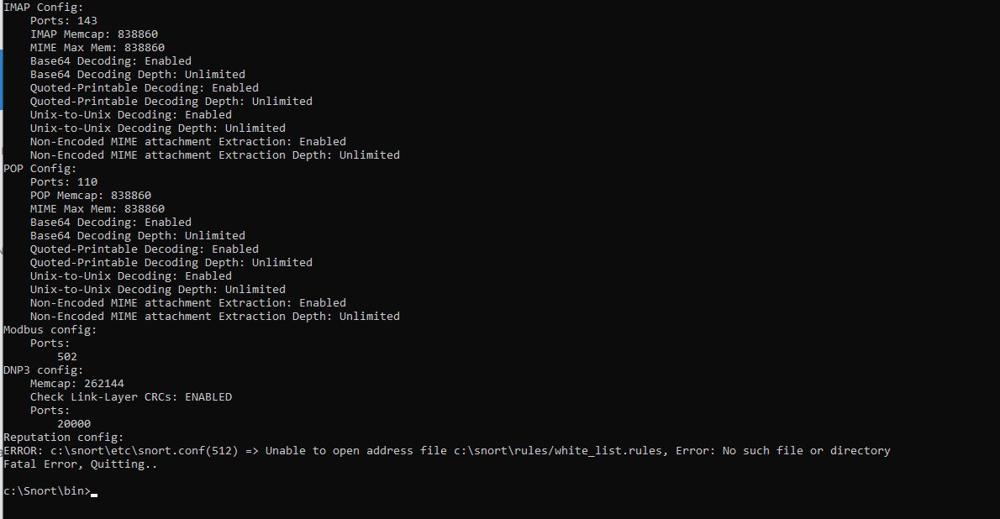 IMAP Config:
    Ports: 143
    IMAP Memcap: 838860
    MIME Max Mem: 838860
    Base64 Decoding: Enabled
    Base64 Decoding Depth: Unlimited
    Quoted-Printable Decoding: Enabled
    Quoted-Printable Decoding Depth: Unlimited
    Unix-to-Unix Decoding: Enabled
    Unix-to-Unix Decoding Depth: Unlimited
    Non-Encoded MIME attachment Extraction: Enabled
    Non-Encoded MIME attachment Extraction Depth: Unlimited
POP Config:
    Ports: 110
    POP Memcap: 838860
    MIME Max Mem: 838860
    Base64 Decoding: Enabled
    Base64 Decoding Depth: Unlimited
    Quoted-Printable Decoding: Enabled
    Quoted-Printable Decoding Depth: Unlimited
    Unix-to-Unix Decoding: Enabled
    Unix-to-Unix Decoding Depth: Unlimited
    Non-Encoded MIME attachment Extraction: Enabled
    Non-Encoded MIME attachment Extraction Depth: Unlimited
Modbus config:
    Ports:
        502
DNP3 config:
    Memcap: 262144
    Check Link-Layer CRCs: ENABLED
    Ports:
        20000
Reputation config:
ERROR: c:\snort\etc\snort.conf(512) => Unable to open address file c:\snort\rules/white_list.rules, Error: No such file or directory
Fatal Error, Quitting..
c:\Snort\bin>